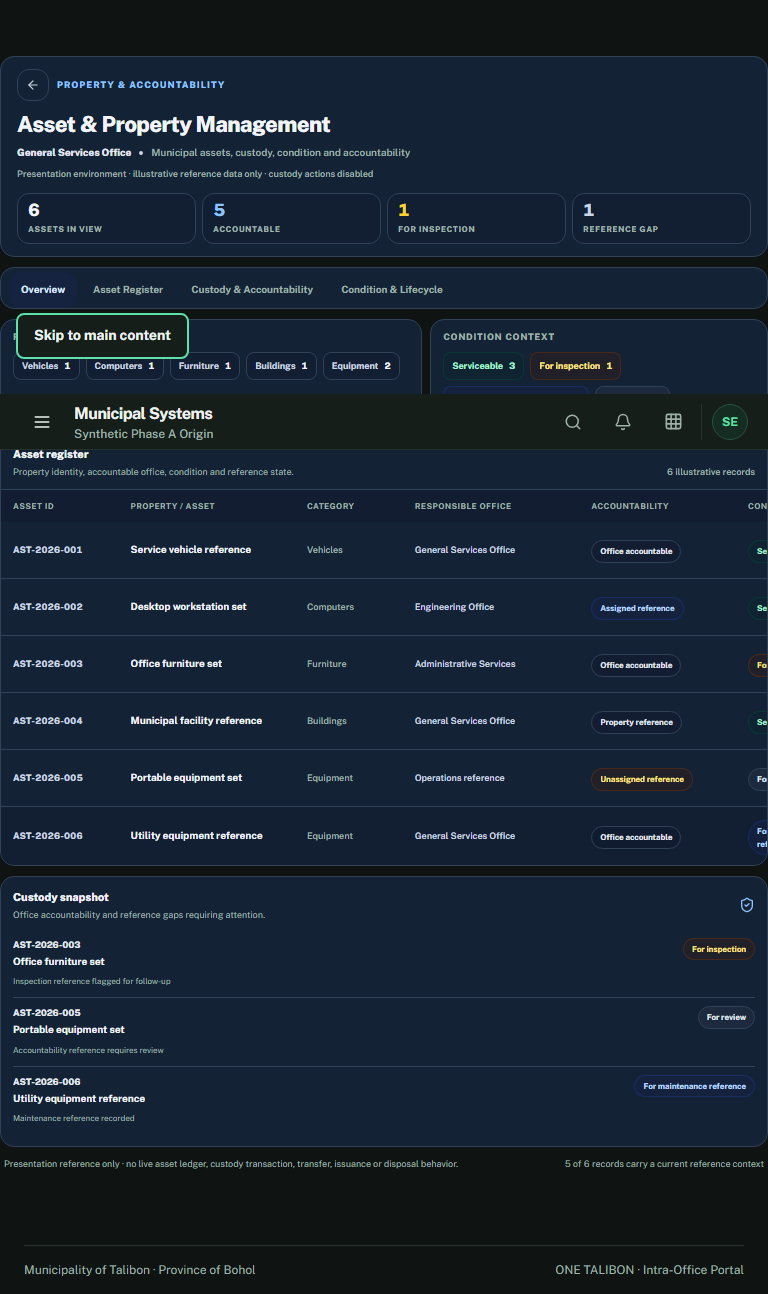 PROPERTY & ACCOUNTABILITY
Asset & Property Management
General Services Office • Municipal assets, custody, condition and accountability
Presentation environment · illustrative reference data only · custody actions disabled
6
ASSETS IN VIEW
5
ACCOUNTABLE
1
FOR INSPECTION
1
REFERENCE GAP
Overview
Asset Register
Custody & Accountability
Condition & Lifecycle
Skip to main content
Vehicles 1
Computers 1
Furniture 1
Buildings 1
Equipment 2
CONDITION CONTEXT
Serviceable 3
For inspection 1
Municipal Systems
Synthetic Phase A Origin
SE
Asset register
Property identity, accountable office, condition and reference state.
6 illustrative records
ASSET ID PROPERTY / ASSET CATEGORY RESPONSIBLE OFFICE ACCOUNTABILITY CON
AST-2026-001 Service vehicle reference Vehicles General Services Office Office accountable Se
AST-2026-002 Desktop workstation set Computers Engineering Office Assigned reference Se
AST-2026-003 Office furniture set Furniture Administrative Services Office accountable Fo
AST-2026-004 Municipal facility reference Buildings General Services Office Property reference Se
AST-2026-005 Portable equipment set Equipment Operations reference Unassigned reference Fo
AST-2026-006 Utility equipment reference Equipment General Services Office Office accountable Fo
ref
Custody snapshot
Office accountability and reference gaps requiring attention.
AST-2026-003
Office furniture set
Inspection reference flagged for follow-up
For inspection
AST-2026-005
Portable equipment set
Accountability reference requires review
For review
AST-2026-006
Utility equipment reference
Maintenance reference recorded
For maintenance reference
Presentation reference only · no live asset ledger, custody transaction, transfer, issuance or disposal behavior.
5 of 6 records carry a current reference context
Municipality of Talibon · Province of Bohol
ONE TALIBON · Intra-Office Portal